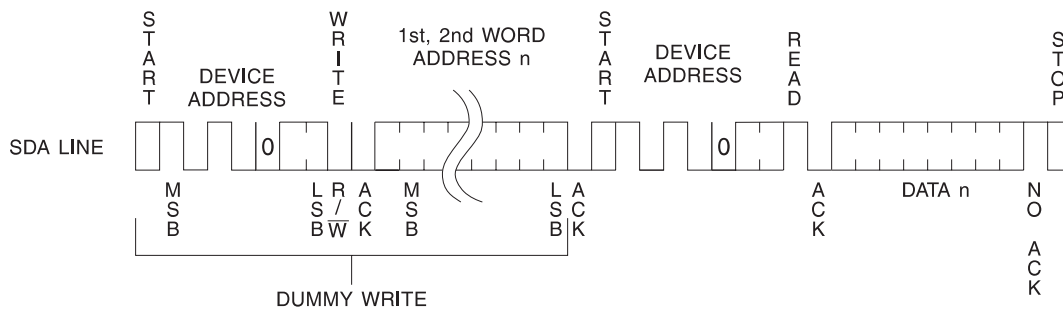 START
WRITE
1st, 2nd WORD
ADDRESS n
START
READ
STOP
DEVICE
ADDRESS
DEVICE
ADDRESS
SDA LINE
0
0
MSB
LSB
R/W̅
ACK
MSB
LSB
ACK
ACK
DATA n
NO ACK
DUMMY WRITE